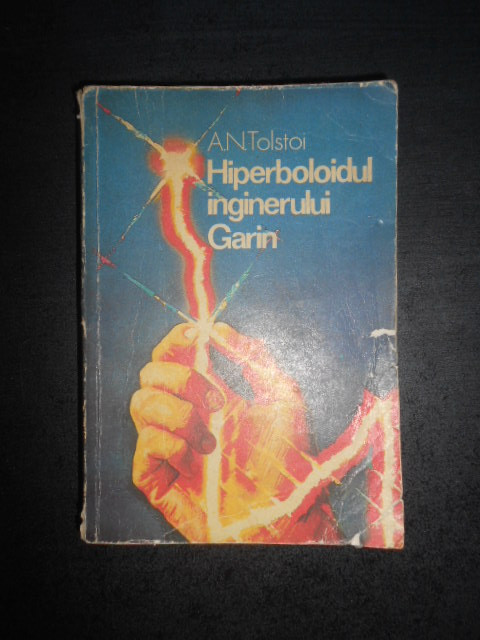 A.N.Tolstoi
Hiperboloidul
inginerului
Garin